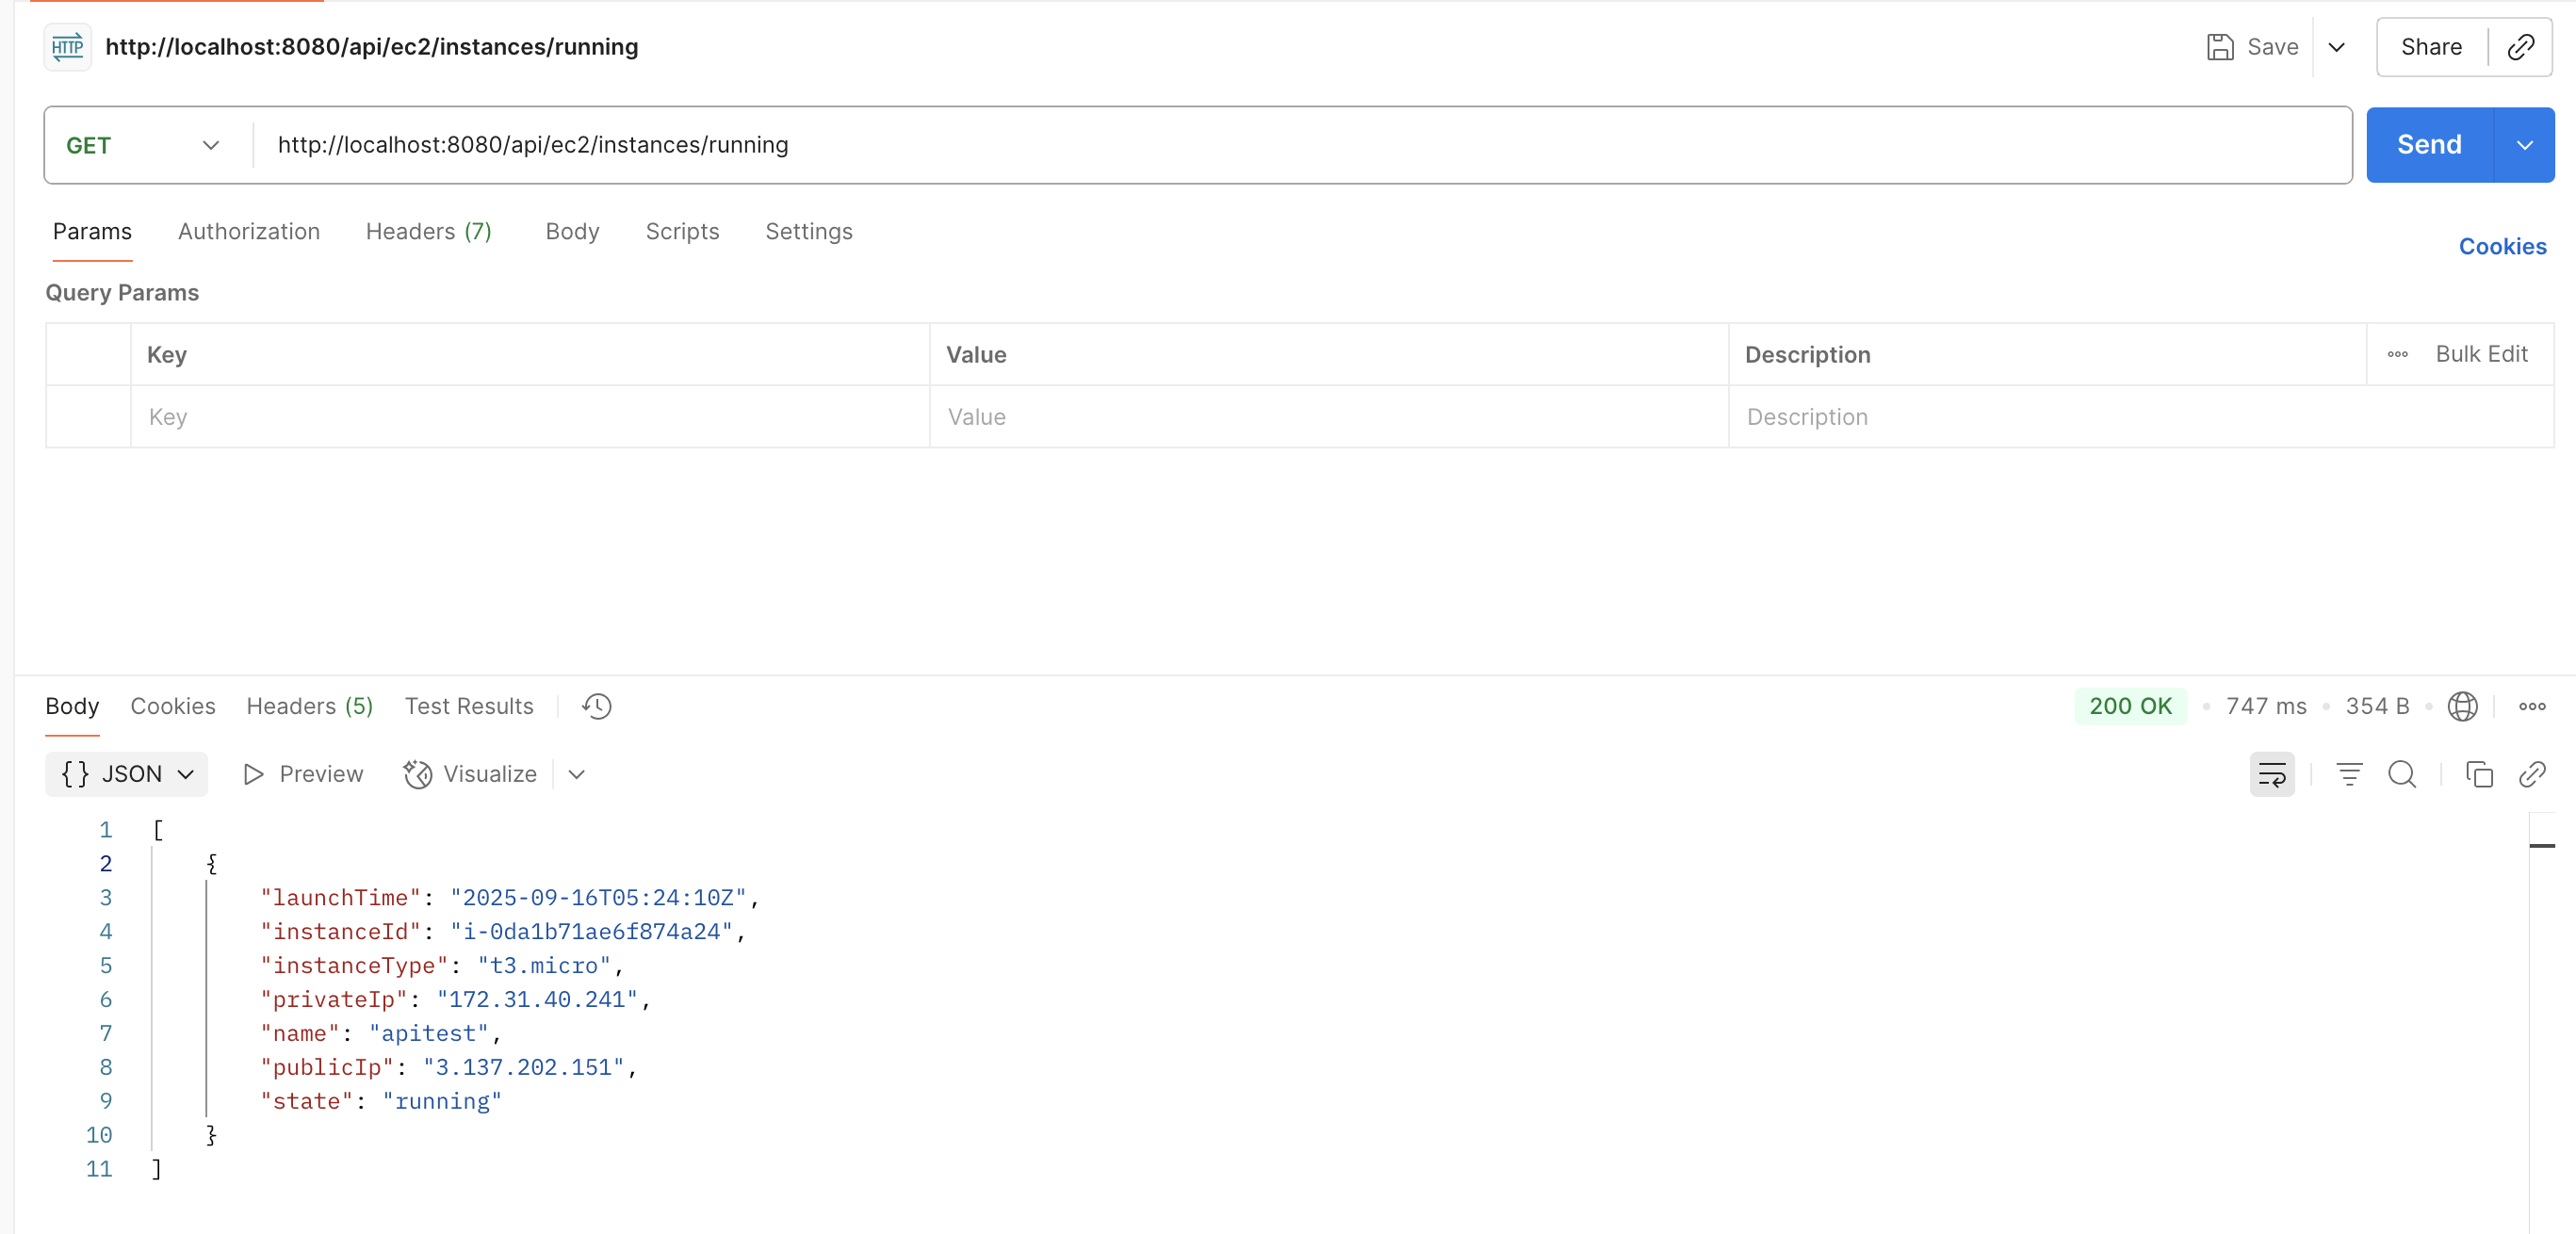 HTTP http://localhost:8080/api/ec2/instances/running Save Share
GET http://localhost:8080/api/ec2/instances/running Send
Params Authorization Headers (7) Body Scripts Settings Cookies
Query Params
Key Value Description Bulk Edit
Key Value Description
Body Cookies Headers (5) Test Results 200 OK • 747 ms • 354 B •
{} JSON Preview Visualize
1 [
2 {
3 "launchTime": "2025-09-16T05:24:10Z",
4 "instanceId": "i-0da1b71ae6f874a24",
5 "instanceType": "t3.micro",
6 "privateIp": "172.31.40.241",
7 "name": "apitest",
8 "publicIp": "3.137.202.151",
9 "state": "running"
10 }
11 ]